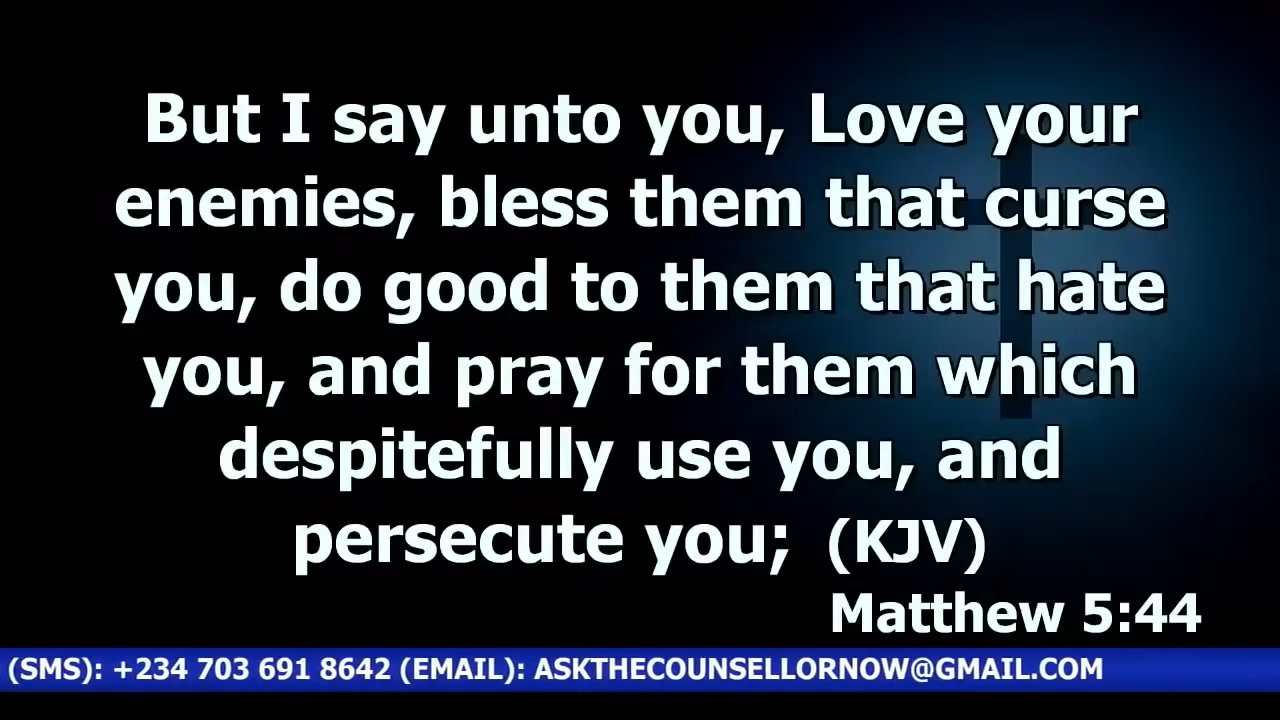 But I say unto you, Love your
enemies, bless them that curse
you, do good to them that hate
you, and pray for them which
despitefully use you, and
persecute you; (KJV)
Matthew 5:44
(SMS): +234 703 691 8642 (EMAIL): ASKTHECOUNSELLORNOW@GMAIL.COM